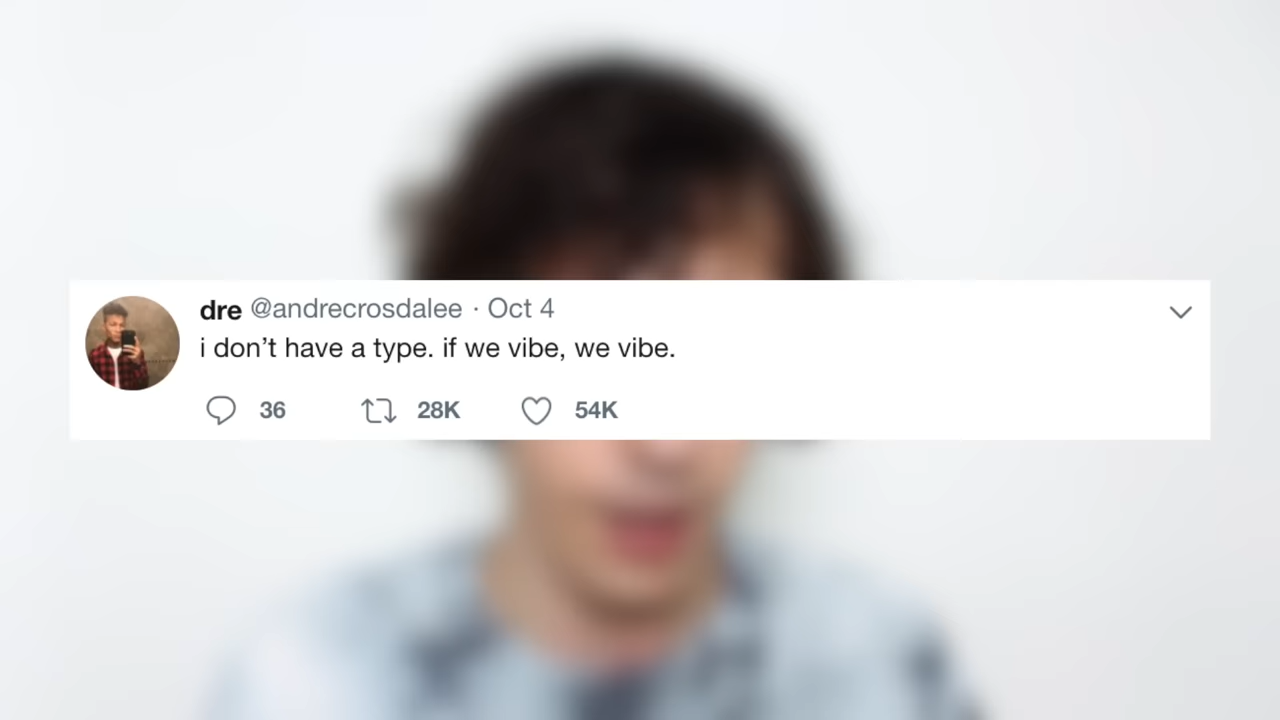 dre @andrecrosdalee · Oct 4
i don’t have a type. if we vibe, we vibe.
36 28K 54K